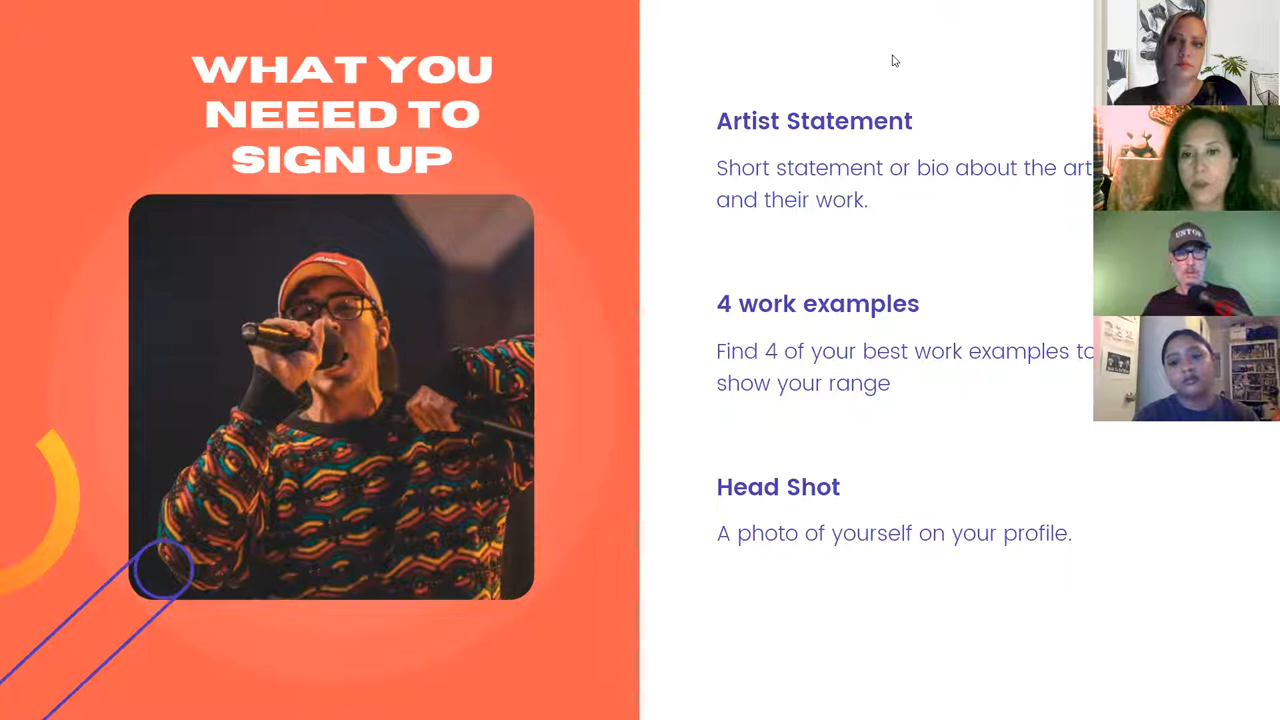 WHAT YOU
NEEED TO
SIGN UP
Artist Statement
Short statement or bio about the art
and their work.
4 work examples
Find 4 of your best work examples to
show your range
Head Shot
A photo of yourself on your profile.